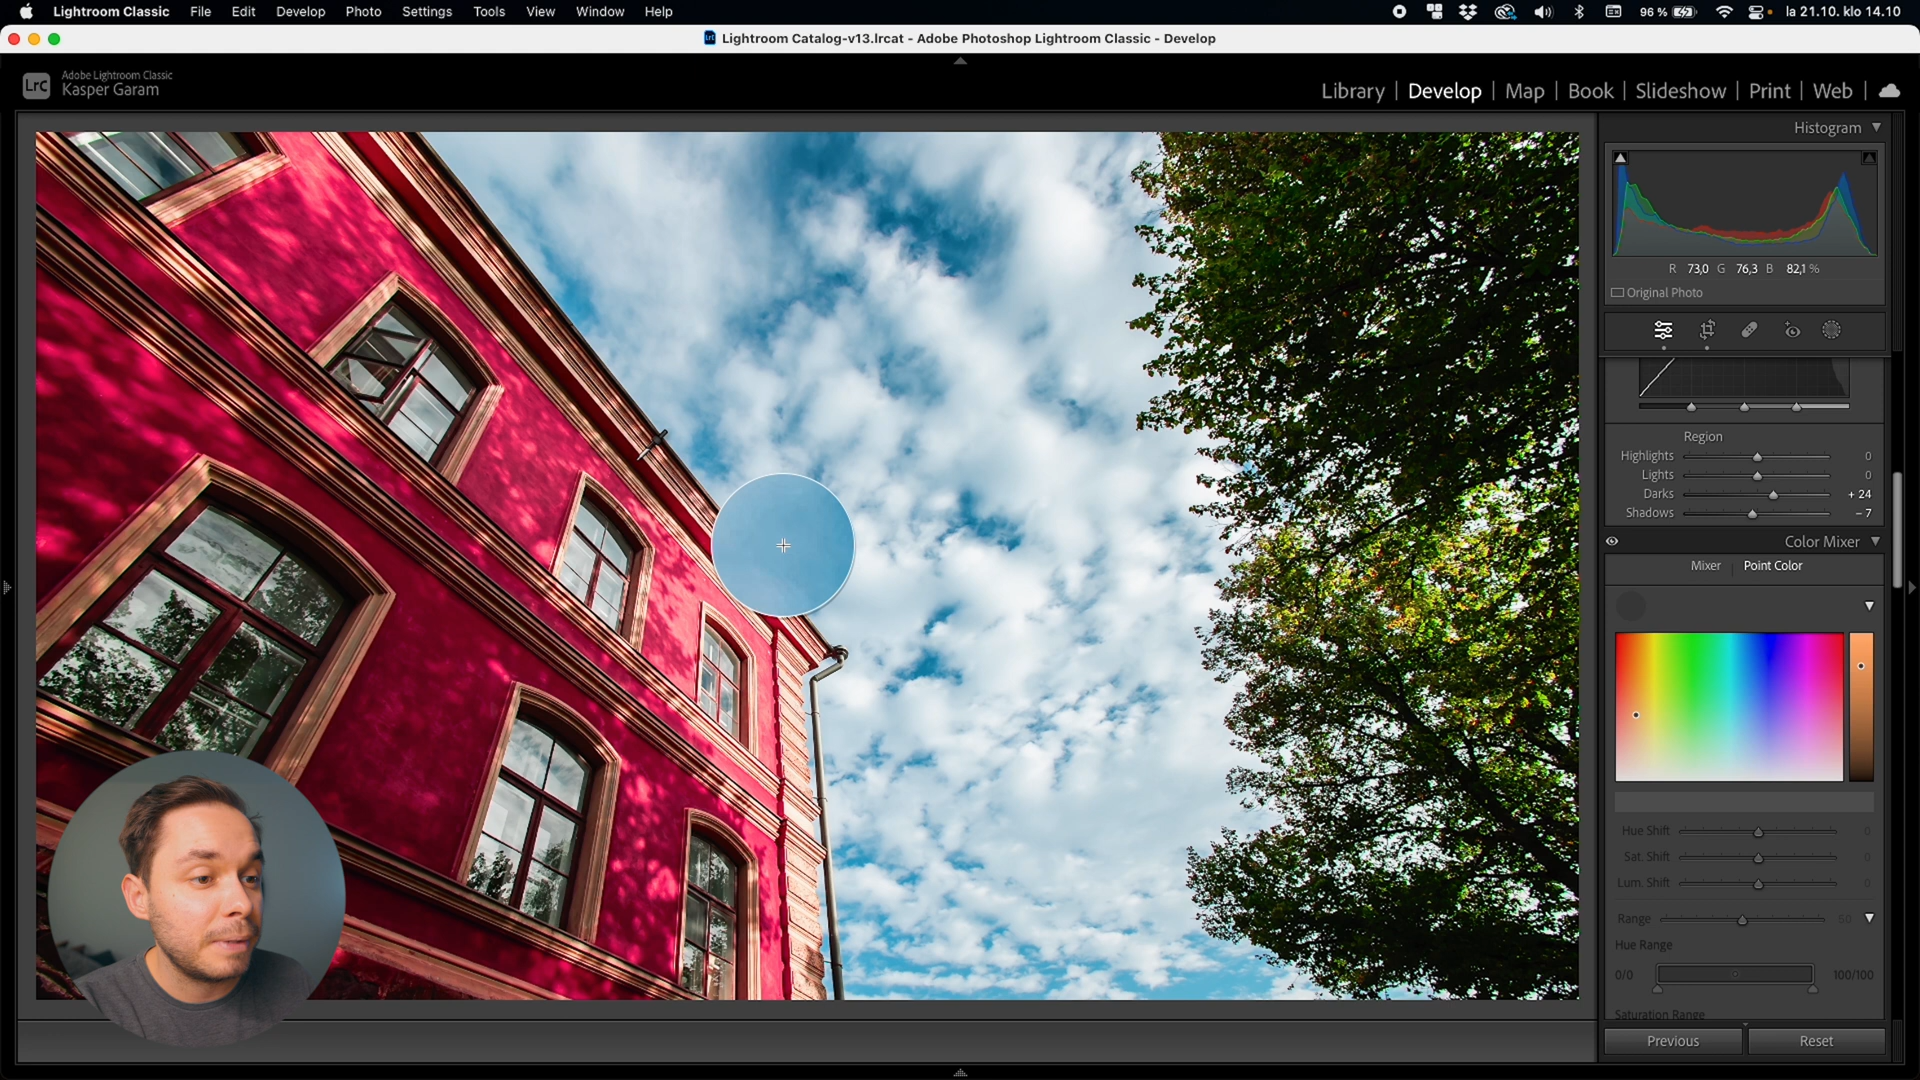 Lightroom Classic File Edit Develop Photo Settings Tools View Window Help 96 % la 21.10. klo 14.10
Lightroom Catalog-v13.lrcat - Adobe Photoshop Lightroom Classic - Develop
LrC Adobe Lightroom Classic
Kasper Garam
Library | Develop | Map | Book | Slideshow | Print | Web |
Histogram
R 73,0 G 76,3 B 82,1 %
Original Photo
Region
Highlights 0
Lights 0
Darks + 24
Shadows - 7
Color Mixer
Mixer Point Color
Hue Shift 0
Sat. Shift 0
Lum. Shift 0
Range 50
Hue Range
0/0 100/100
Saturation Range
Previous Reset